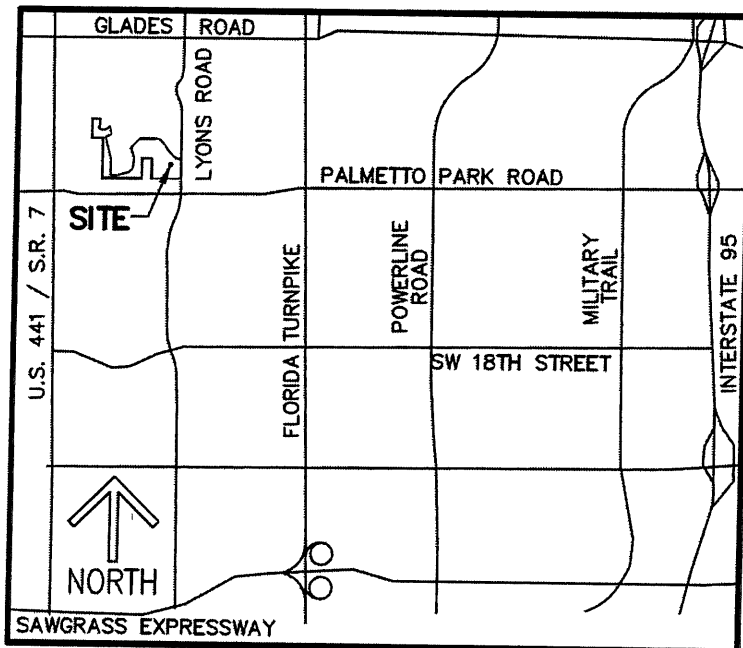 GLADES ROAD
LYONS ROAD
PALMETTO PARK ROAD
SITE
U.S. 441 / S.R. 7
FLORIDA TURNPIKE
POWERLINE
ROAD
MILITARY
TRAIL
INTERSTATE 95
SW 18TH STREET
NORTH
SAWGRASS EXPRESSWAY